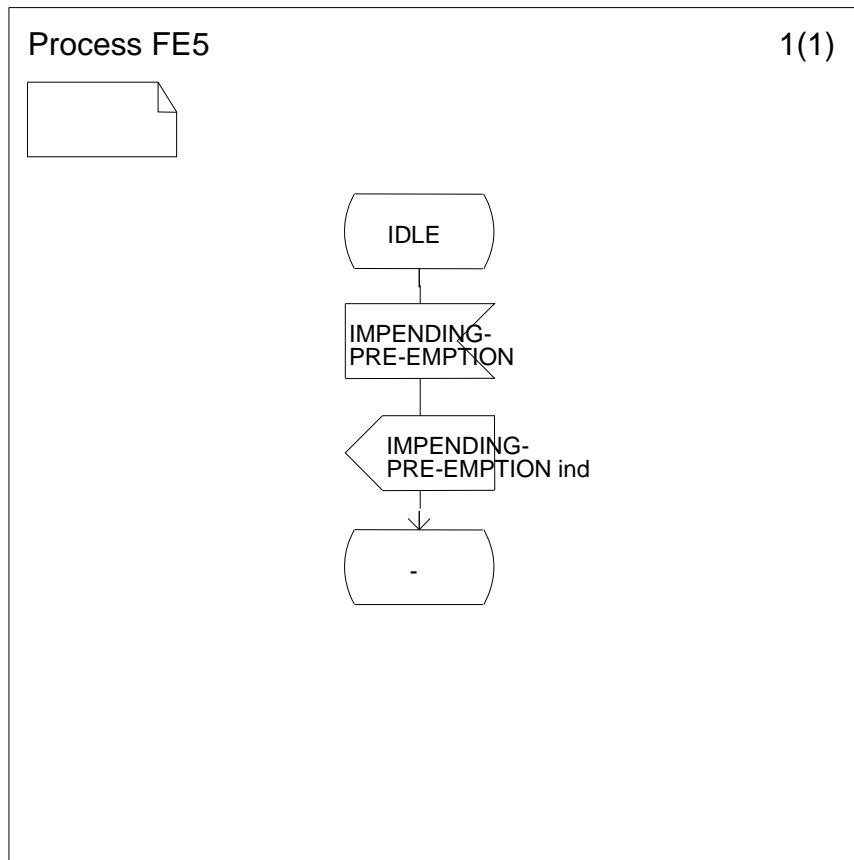 Process FE5
1(1)
IDLE
IMPENDING-
PRE-EMPTION
IMPENDING-
PRE-EMPTION ind
-